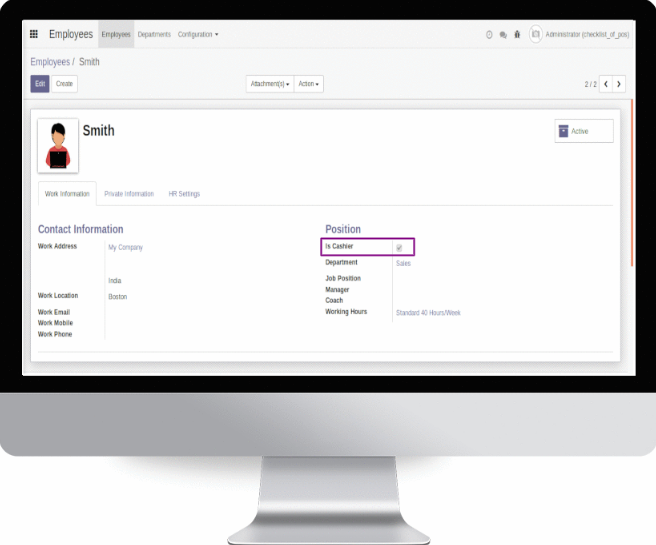 Employees Employees Departments Configuration Administrator (checklist_of_pos)
Employees / Smith
Edit Create Attachment(s) Action 2 / 2
Smith
Active
Work Information Private Information HR Settings
Contact Information Position
Work Address My Company Is Cashier
Department Sales
India Job Position
Manager
Work Location Boston Coach
Work Email Working Hours Standard 40 Hours/Week
Work Mobile
Work Phone